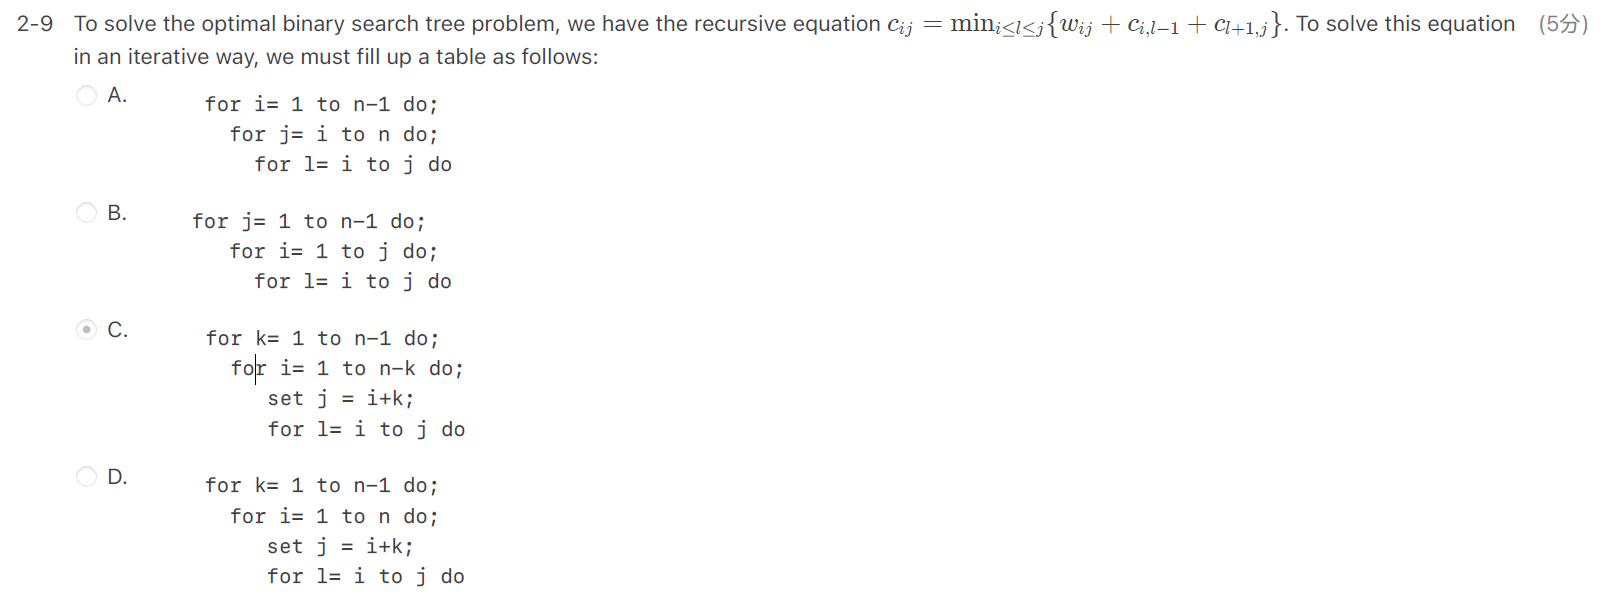 2-9 To solve the optimal binary search tree problem, we have the recursive equation c_{ij} = min_{i≤l≤j}{w_{ij} + c_{i,l−1} + c_{l+1,j}}. To solve this equation (5分)
in an iterative way, we must fill up a table as follows:
A.
for i= 1 to n-1 do;
for j= i to n do;
for l= i to j do
B.
for j= 1 to n-1 do;
for i= 1 to j do;
for l= i to j do
C.
for k= 1 to n-1 do;
for i= 1 to n-k do;
set j = i+k;
for l= i to j do
D.
for k= 1 to n-1 do;
for i= 1 to n do;
set j = i+k;
for l= i to j do